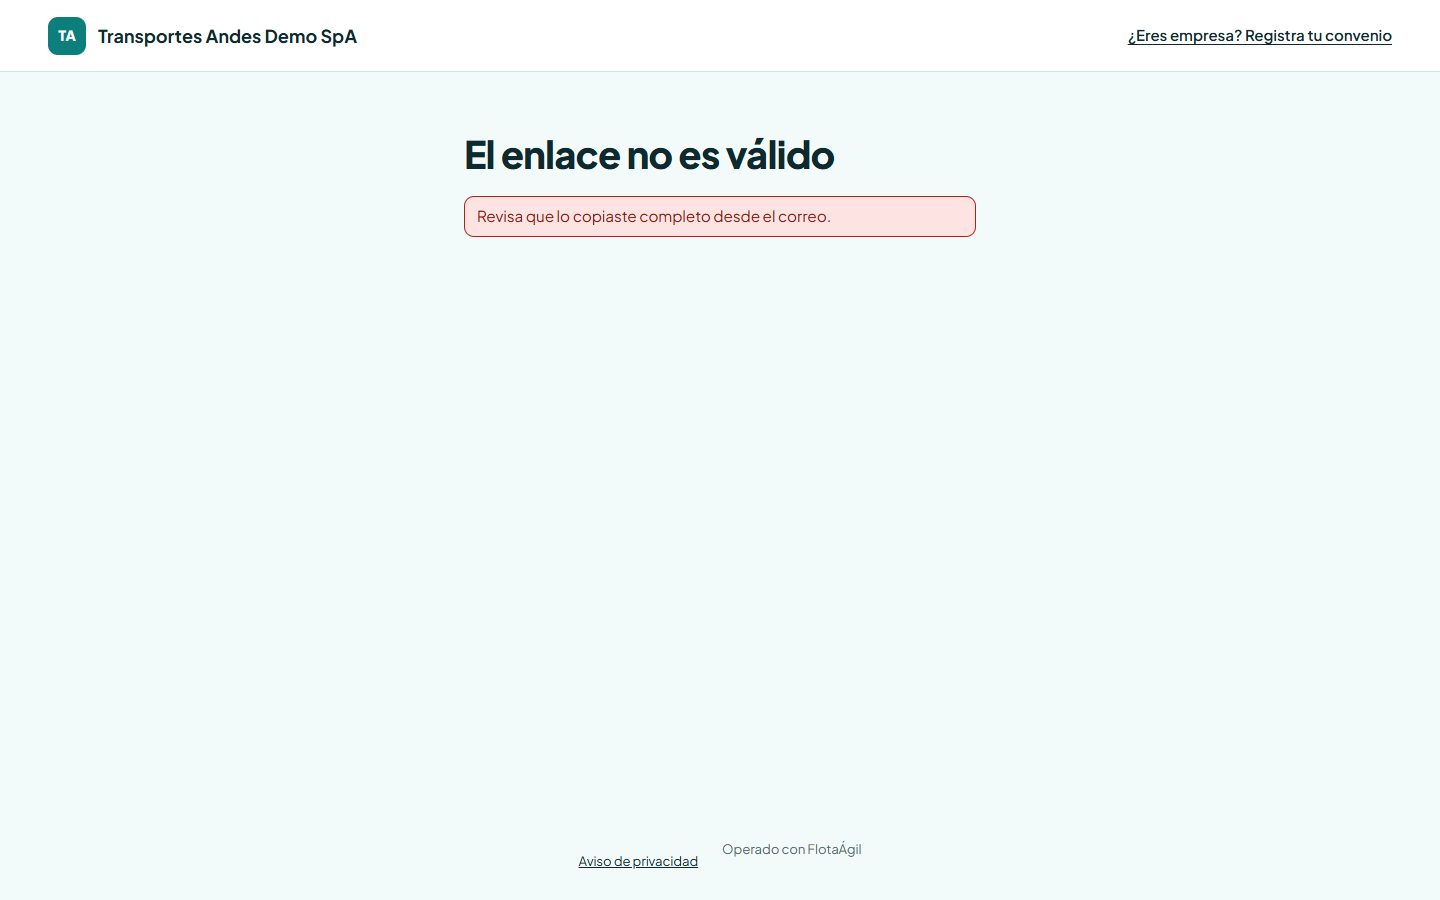 TA
Transportes Andes Demo SpA
¿Eres empresa? Registra tu convenio
El enlace no es válido
Revisa que lo copiaste completo desde el correo.
Aviso de privacidad
Operado con FlotaÁgil